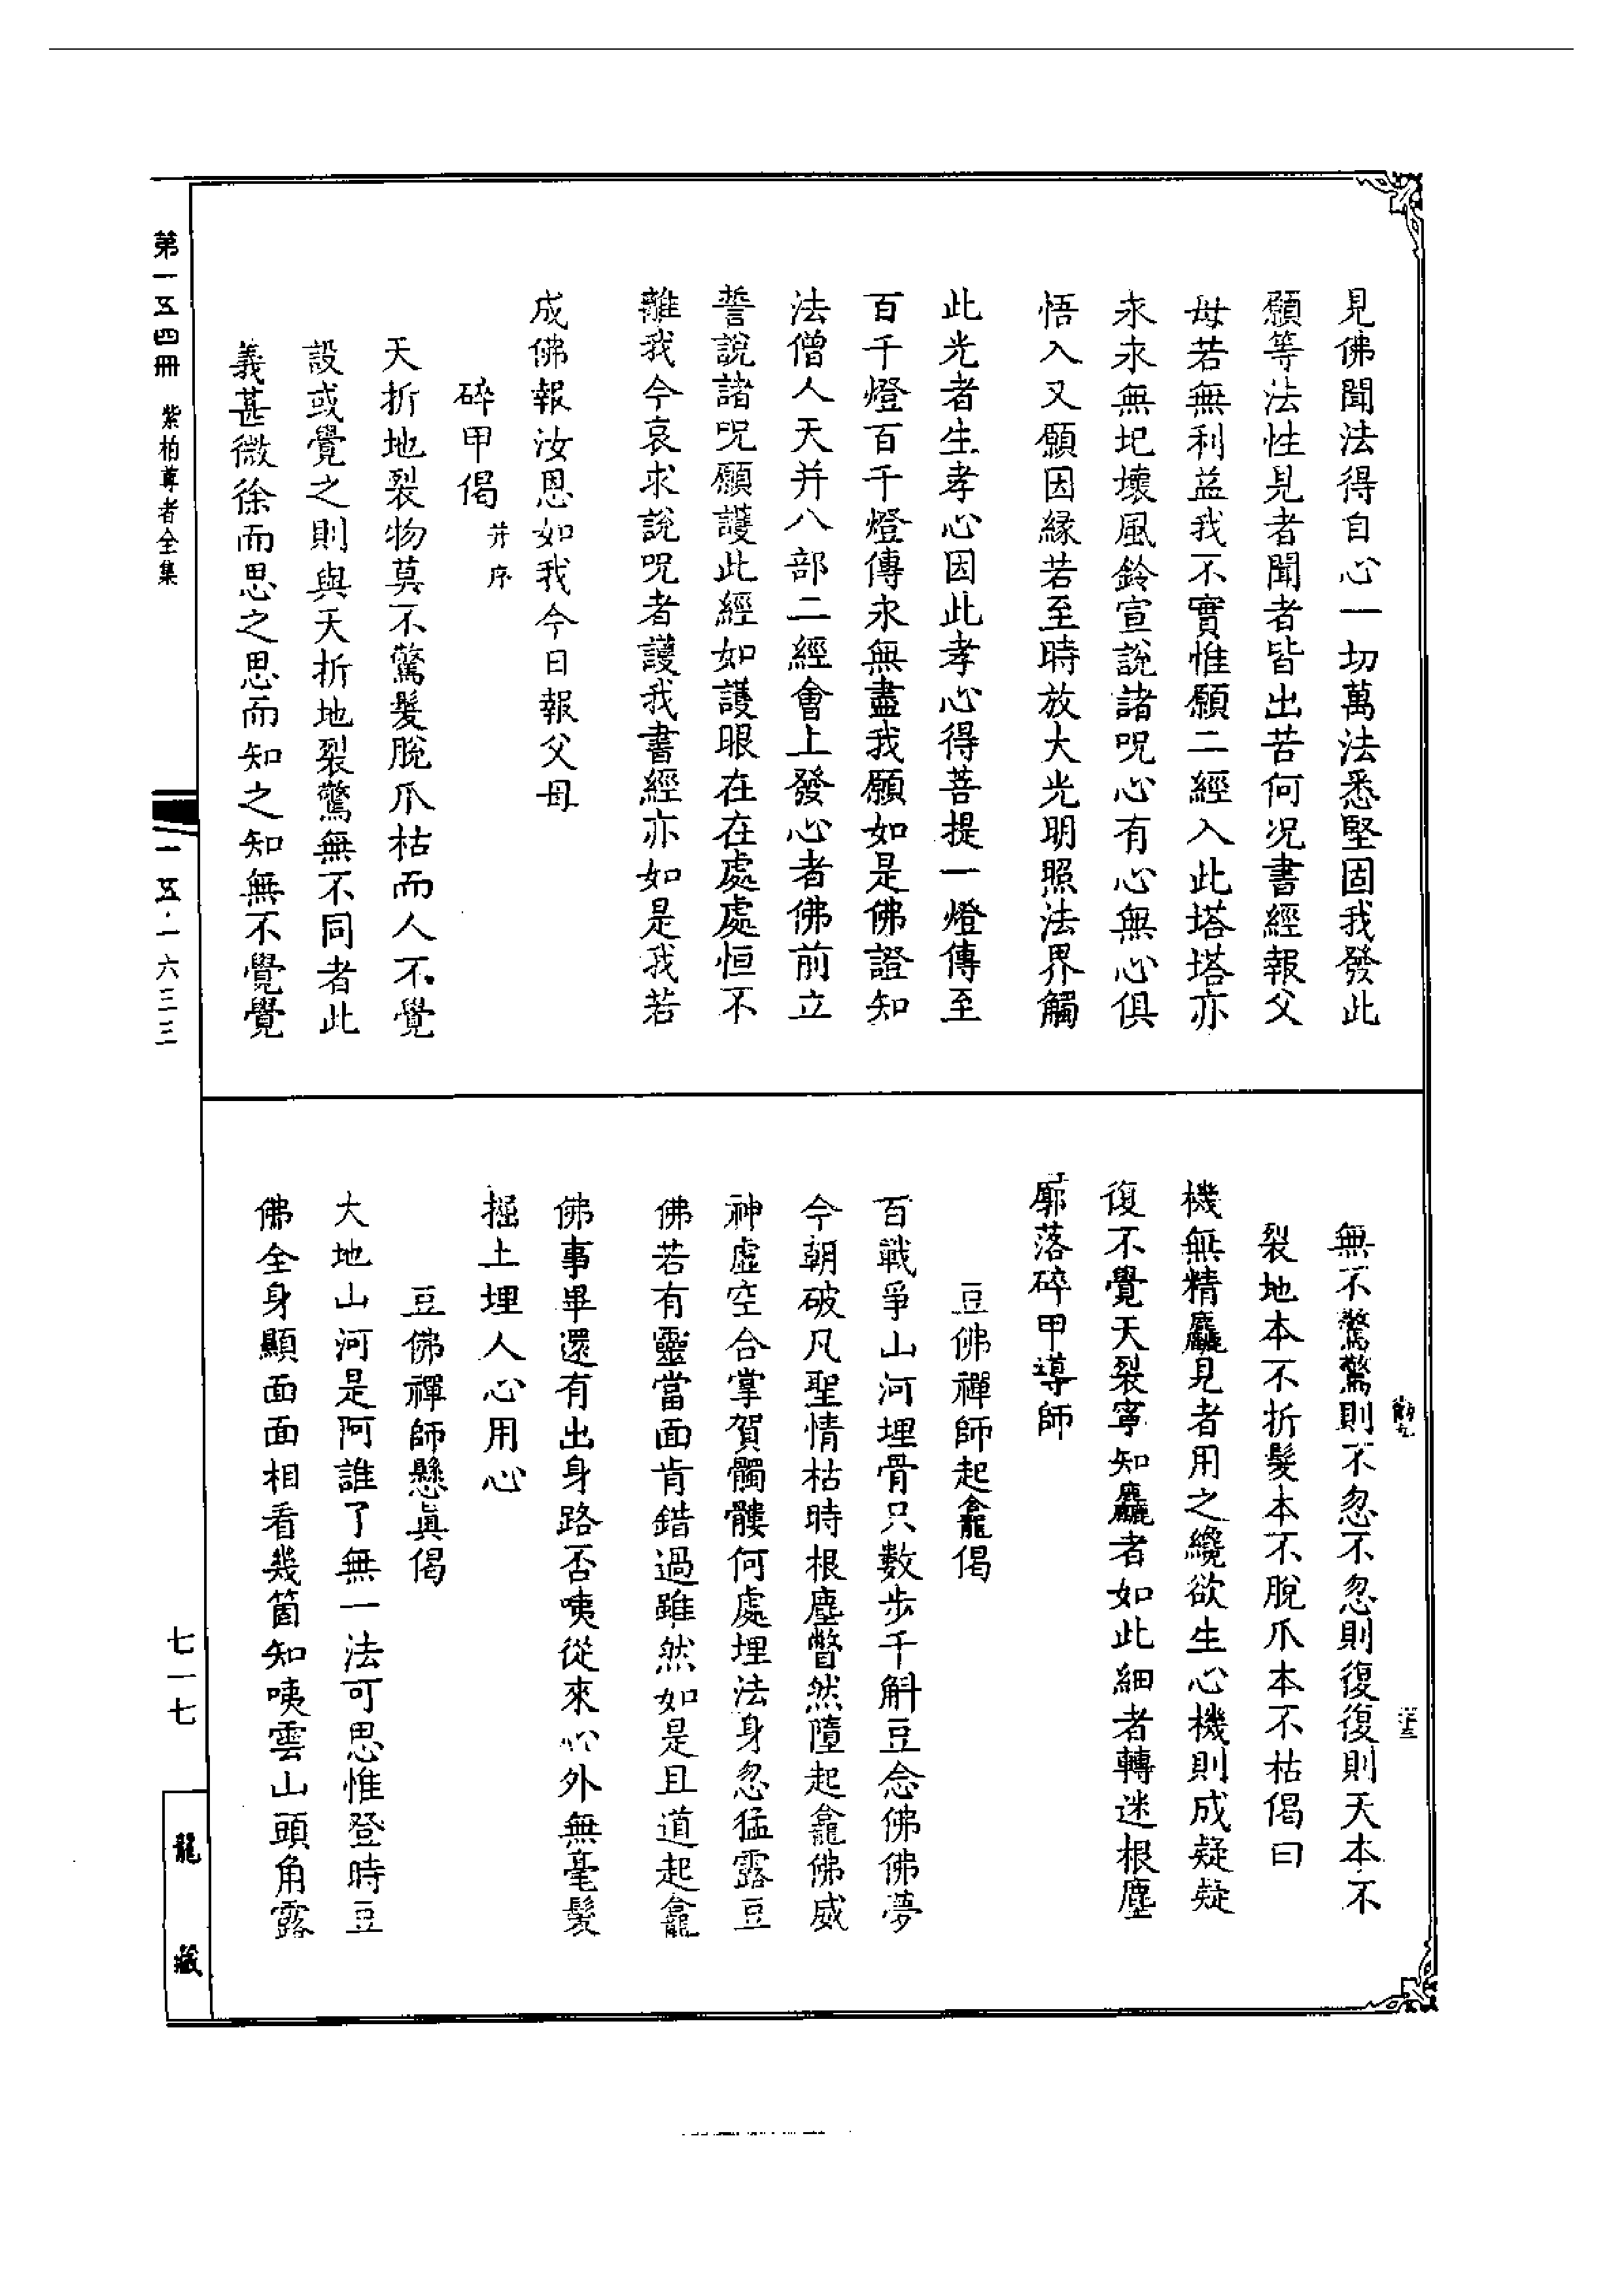 見佛聞法得自心一切萬法悉堅固我發此
願等法性見者聞者皆出苦何况書經報父
母若無利益我不實惟願二經入此塔塔亦
永永無圮壞風鈴宣說諸呪心有心無心俱
悟入又願因緣若至時放大光明照法界觸
此光者生孝心因此孝心得菩提一燈傳至
百千燈百千燈傳永無盡我願如是佛證知
法僧人天并八部二經會上發心者佛前立
誓說諸呪願護此經如護眼在在處處恒不
離我今哀求說呪者護我書經亦如是我若
成佛報汝恩如我今日報父母
碎甲偈并序
天折地裂物莫不驚髮脫爪枯而人不覺
設或覺之則與天折地裂驚無不同者此
義甚微徐而思之思而知之知無不覺覺
無不驚驚則不忽不忽則復復則天本不
裂地本不折髮本不脫爪本不枯偈曰
機無精麤見者用之纔欲生心機則成疑疑
復不覺天裂寧知麤者如此細者轉迷根塵
廓落碎甲導師
豆佛禪師起龕偈
百戰爭山河埋骨只數步千斛豆念佛佛夢
今朝破凡聖情枯時根塵瞥然墮起龕佛威
神虛空合掌賀髑髏何處埋法身忽猛露豆
佛若有靈當面肯錯過雖然如是且道起龕
佛事畢還有出身路否咦從來心外無毫髮
掘土埋人心用心
豆佛禪師懸眞偈
大地山河是阿誰了無一法可思惟登時豆
佛全身顯面面相看幾箇知咦雲山頭角露
第一五四冊 紫柏尊者全集
一五·一六三三
七一七
龍藏